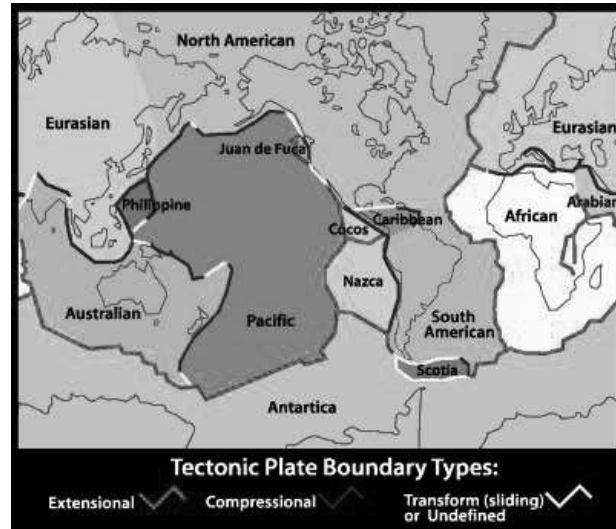 North American
Eurasian
Eurasian
Juan de Fuca
Philippine
Caribbean
Cocos
African
Arabian
Nazca
Australian
Pacific
South
American
Scotia
Antartica
Tectonic Plate Boundary Types:
Extensional
Compressional
Transform (sliding)
or Undefined